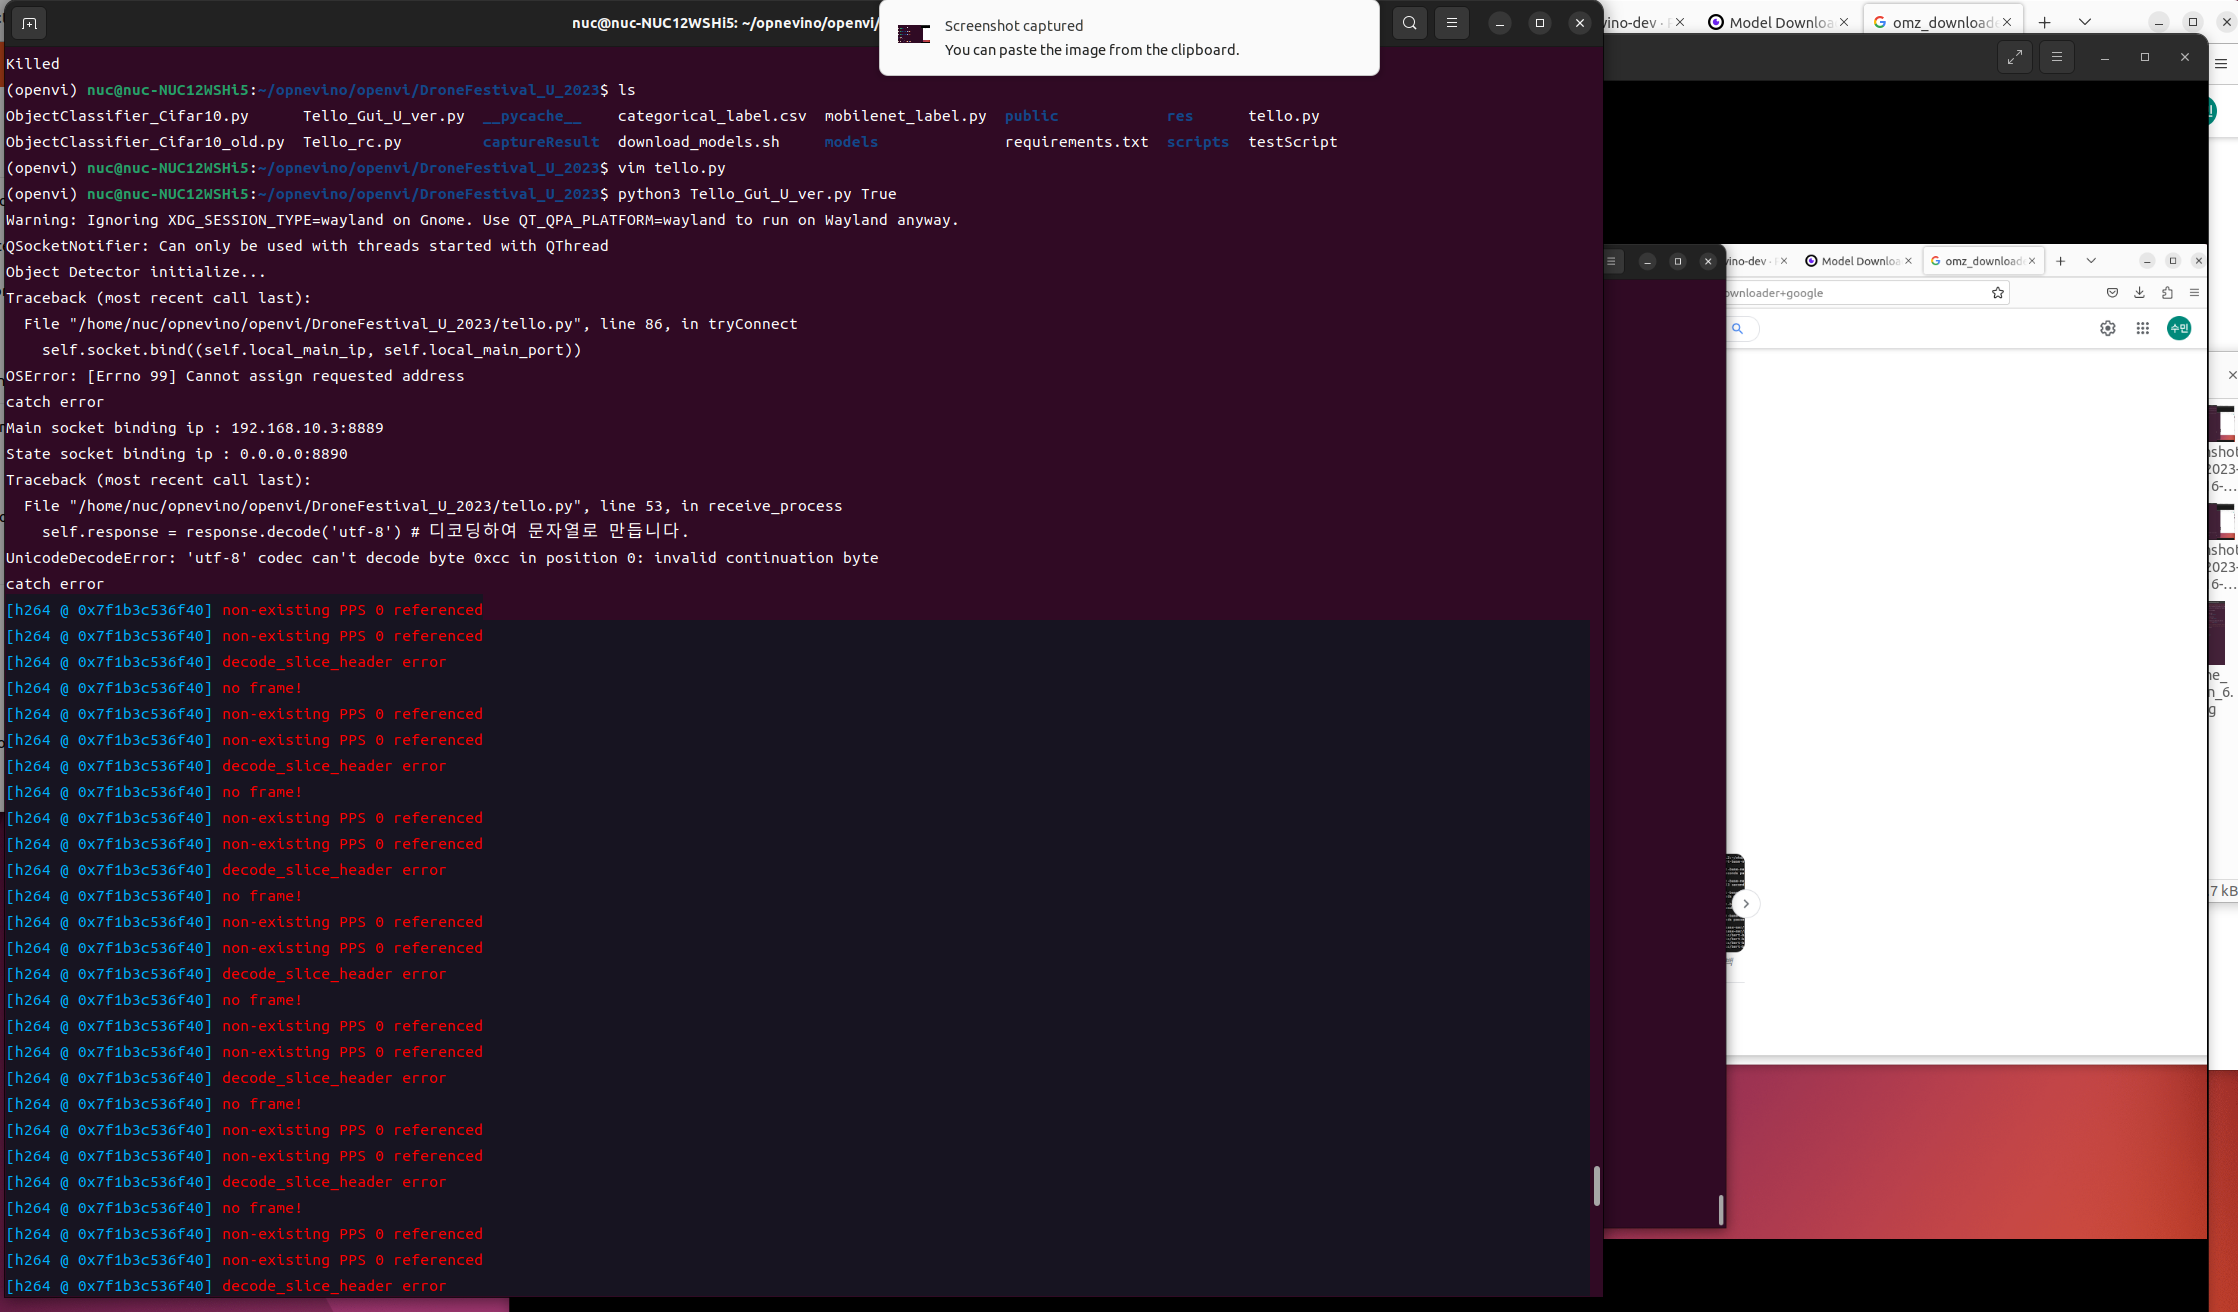 nuc@nuc-NUC12WSHi5: ~/opnevino/openvi/
Screenshot captured
You can paste the image from the clipboard.
Model Downloa
omz_downloade
Killed
(openvi) nuc@nuc-NUC12WSHi5:~/opnevino/openvi/DroneFestival_U_2023$ ls
ObjectClassifier_Cifar10.py Tello_Gui_U_ver.py __pycache__ categorical_label.csv mobilenet_label.py public res tello.py
ObjectClassifier_Cifar10_old.py Tello_rc.py captureResult download_models.sh models requirements.txt scripts testScript
(openvi) nuc@nuc-NUC12WSHi5:~/opnevino/openvi/DroneFestival_U_2023$ vim tello.py
(openvi) nuc@nuc-NUC12WSHi5:~/opnevino/openvi/DroneFestival_U_2023$ python3 Tello_Gui_U_ver.py True
Warning: Ignoring XDG_SESSION_TYPE=wayland on Gnome. Use QT_QPA_PLATFORM=wayland to run on Wayland anyway.
QSocketNotifier: Can only be used with threads started with QThread
Object Detector initialize...
Traceback (most recent call last):
File "/home/nuc/opnevino/openvi/DroneFestival_U_2023/tello.py", line 86, in tryConnect
self.socket.bind((self.local_main_ip, self.local_main_port))
OSError: [Errno 99] Cannot assign requested address
catch error
Main socket binding ip : 192.168.10.3:8889
State socket binding ip : 0.0.0.0:8890
Traceback (most recent call last):
File "/home/nuc/opnevino/openvi/DroneFestival_U_2023/tello.py", line 53, in receive_process
self.response = response.decode('utf-8') # 디코딩하여 문자열로 만듭니다.
UnicodeDecodeError: 'utf-8' codec can't decode byte 0xcc in position 0: invalid continuation byte
catch error
[h264 @ 0x7f1b3c536f40] non-existing PPS 0 referenced
[h264 @ 0x7f1b3c536f40] non-existing PPS 0 referenced
[h264 @ 0x7f1b3c536f40] decode_slice_header error
[h264 @ 0x7f1b3c536f40] no frame!
[h264 @ 0x7f1b3c536f40] non-existing PPS 0 referenced
[h264 @ 0x7f1b3c536f40] non-existing PPS 0 referenced
[h264 @ 0x7f1b3c536f40] decode_slice_header error
[h264 @ 0x7f1b3c536f40] no frame!
[h264 @ 0x7f1b3c536f40] non-existing PPS 0 referenced
[h264 @ 0x7f1b3c536f40] non-existing PPS 0 referenced
[h264 @ 0x7f1b3c536f40] decode_slice_header error
[h264 @ 0x7f1b3c536f40] no frame!
[h264 @ 0x7f1b3c536f40] non-existing PPS 0 referenced
[h264 @ 0x7f1b3c536f40] non-existing PPS 0 referenced
[h264 @ 0x7f1b3c536f40] decode_slice_header error
[h264 @ 0x7f1b3c536f40] no frame!
[h264 @ 0x7f1b3c536f40] non-existing PPS 0 referenced
[h264 @ 0x7f1b3c536f40] non-existing PPS 0 referenced
[h264 @ 0x7f1b3c536f40] decode_slice_header error
[h264 @ 0x7f1b3c536f40] no frame!
[h264 @ 0x7f1b3c536f40] non-existing PPS 0 referenced
[h264 @ 0x7f1b3c536f40] non-existing PPS 0 referenced
[h264 @ 0x7f1b3c536f40] decode_slice_header error
[h264 @ 0x7f1b3c536f40] no frame!
[h264 @ 0x7f1b3c536f40] non-existing PPS 0 referenced
[h264 @ 0x7f1b3c536f40] non-existing PPS 0 referenced
[h264 @ 0x7f1b3c536f40] decode_slice_header error
Model Downloa
omz_download
ownloader+google
수민
7 kB